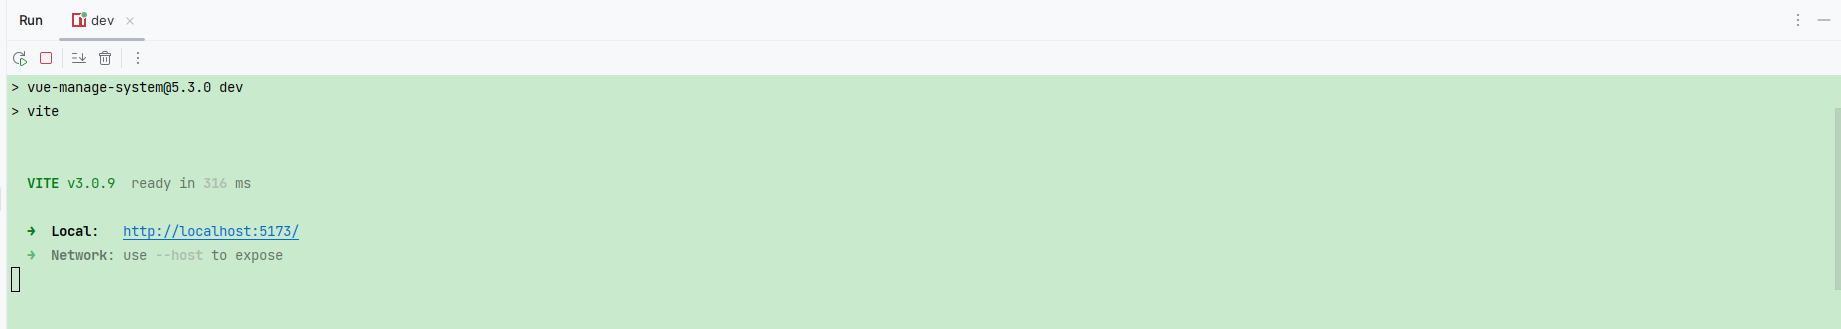 Run dev
> vue-manage-system@5.3.0 dev
> vite
VITE v3.0.9 ready in 316 ms
➜ Local: http://localhost:5173/
➜ Network: use --host to expose